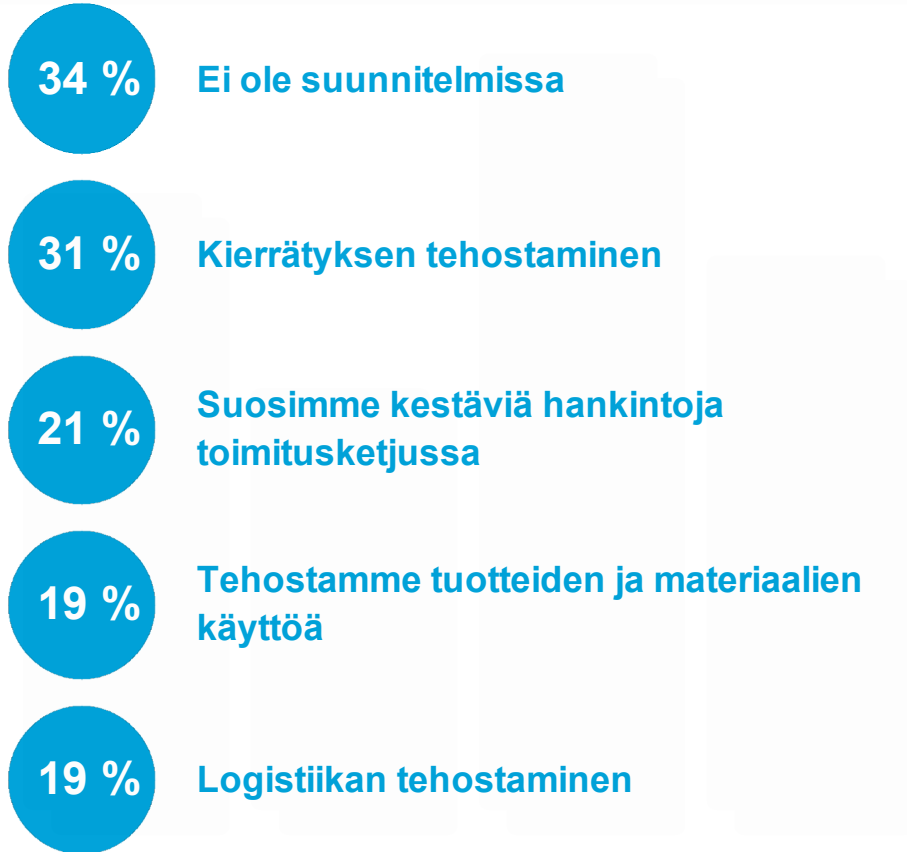 34 %
Ei ole suunnitelmissa
31 %
Kierrätyksen tehostaminen
21 %
Suosimme kestäviä hankintoja
toimitusketjussa
19 %
Tehostamme tuotteiden ja materiaalien
käyttöä
19 %
Logistiikan tehostaminen